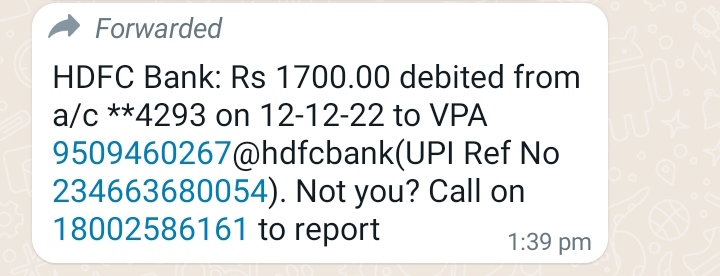 Forwarded
HDFC Bank: Rs 1700.00 debited from
a/c **4293 on 12-12-22 to VPA
9509460267@hdfcbank(UPI Ref No
234663680054). Not you? Call on
18002586161 to report
1:39 pm